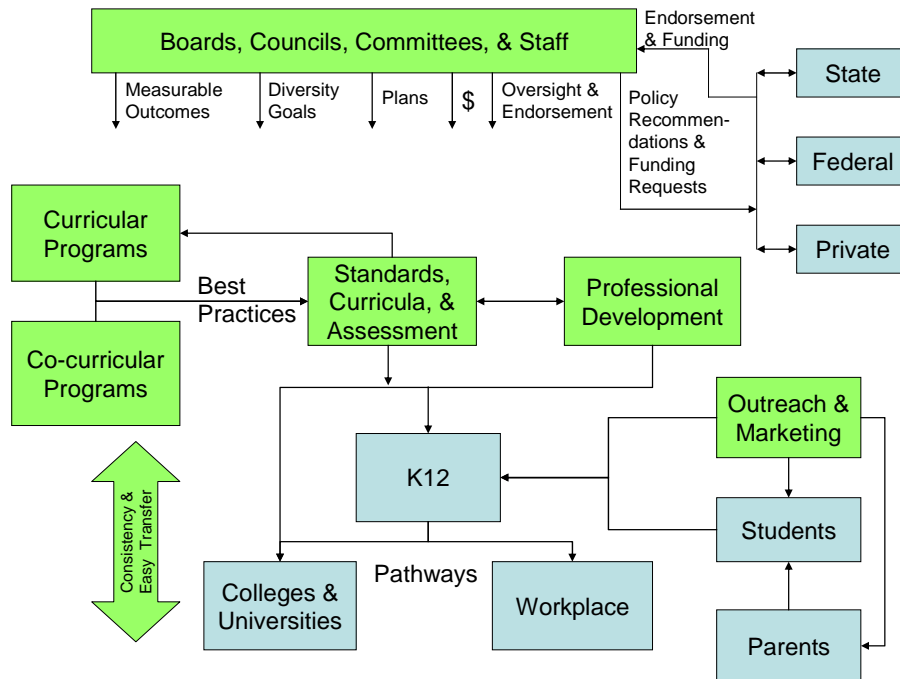 Endorsement
& Funding
Boards, Councils, Committees, & Staff
State
Measurable
Outcomes
Diversity
Goals
Plans
$
Oversight &
Endorsement
Policy
Recommen-
dations &
Funding
Requests
Federal
Private
Curricular
Programs
Best
Practices
Standards,
Curricula, &
Assessment
Professional
Development
Co-curricular
Programs
Outreach &
Marketing
K12
Students
Consistency &
Easy Transfer
Pathways
Colleges &
Universities
Workplace
Parents